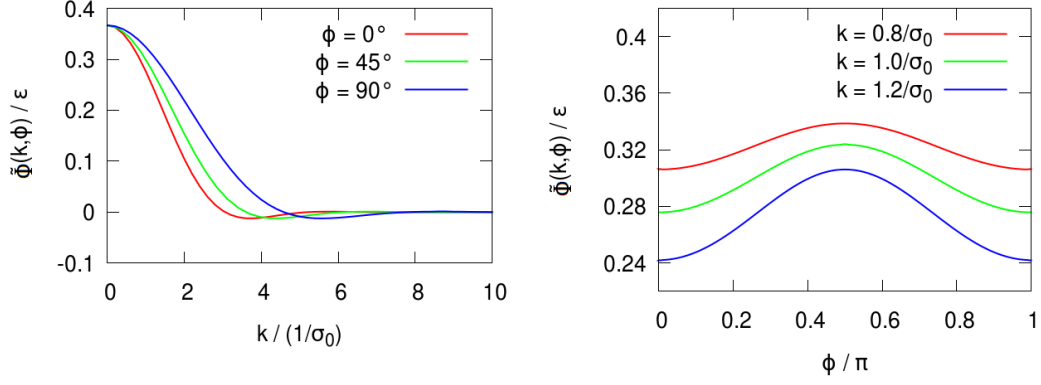 0.4
0.3
0.2
0.1
0
-0.1
0 2 4 6 8 10
k / (1/σ₀)
Φ̃(k,ϕ) / ε
ϕ = 0°
ϕ = 45°
ϕ = 90°
0.4
0.36
0.32
0.28
0.24
0 0.2 0.4 0.6 0.8 1
ϕ / π
Φ̃(k,ϕ) / ε
k = 0.8/σ₀
k = 1.0/σ₀
k = 1.2/σ₀